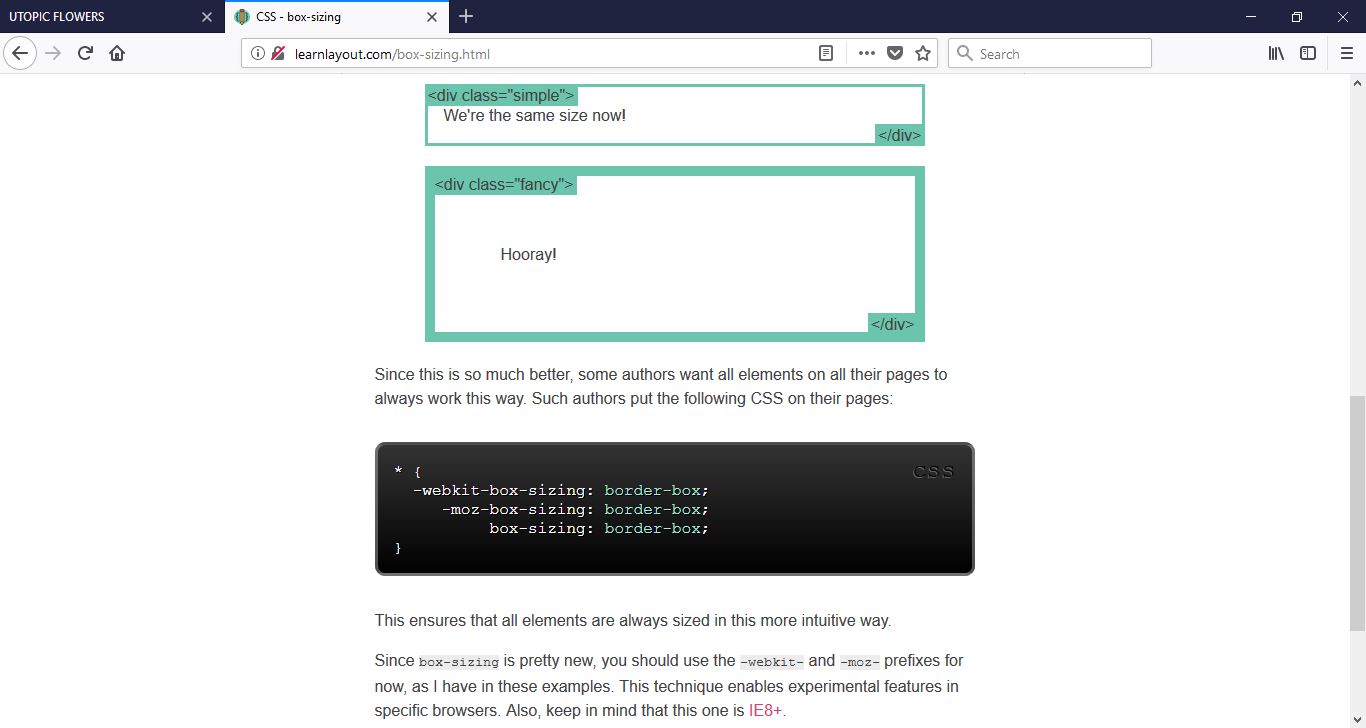 UTOPIC FLOWERS
CSS - box-sizing
learnlayout.com/box-sizing.html
Search
<div class="simple">
We're the same size now!
</div>
<div class="fancy">
Hooray!
</div>
Since this is so much better, some authors want all elements on all their pages to
always work this way. Such authors put the following CSS on their pages:
CSS
* {
  -webkit-box-sizing: border-box;
     -moz-box-sizing: border-box;
          box-sizing: border-box;
}
This ensures that all elements are always sized in this more intuitive way.
Since box-sizing is pretty new, you should use the -webkit- and -moz- prefixes for
now, as I have in these examples. This technique enables experimental features in
specific browsers. Also, keep in mind that this one is IE8+.